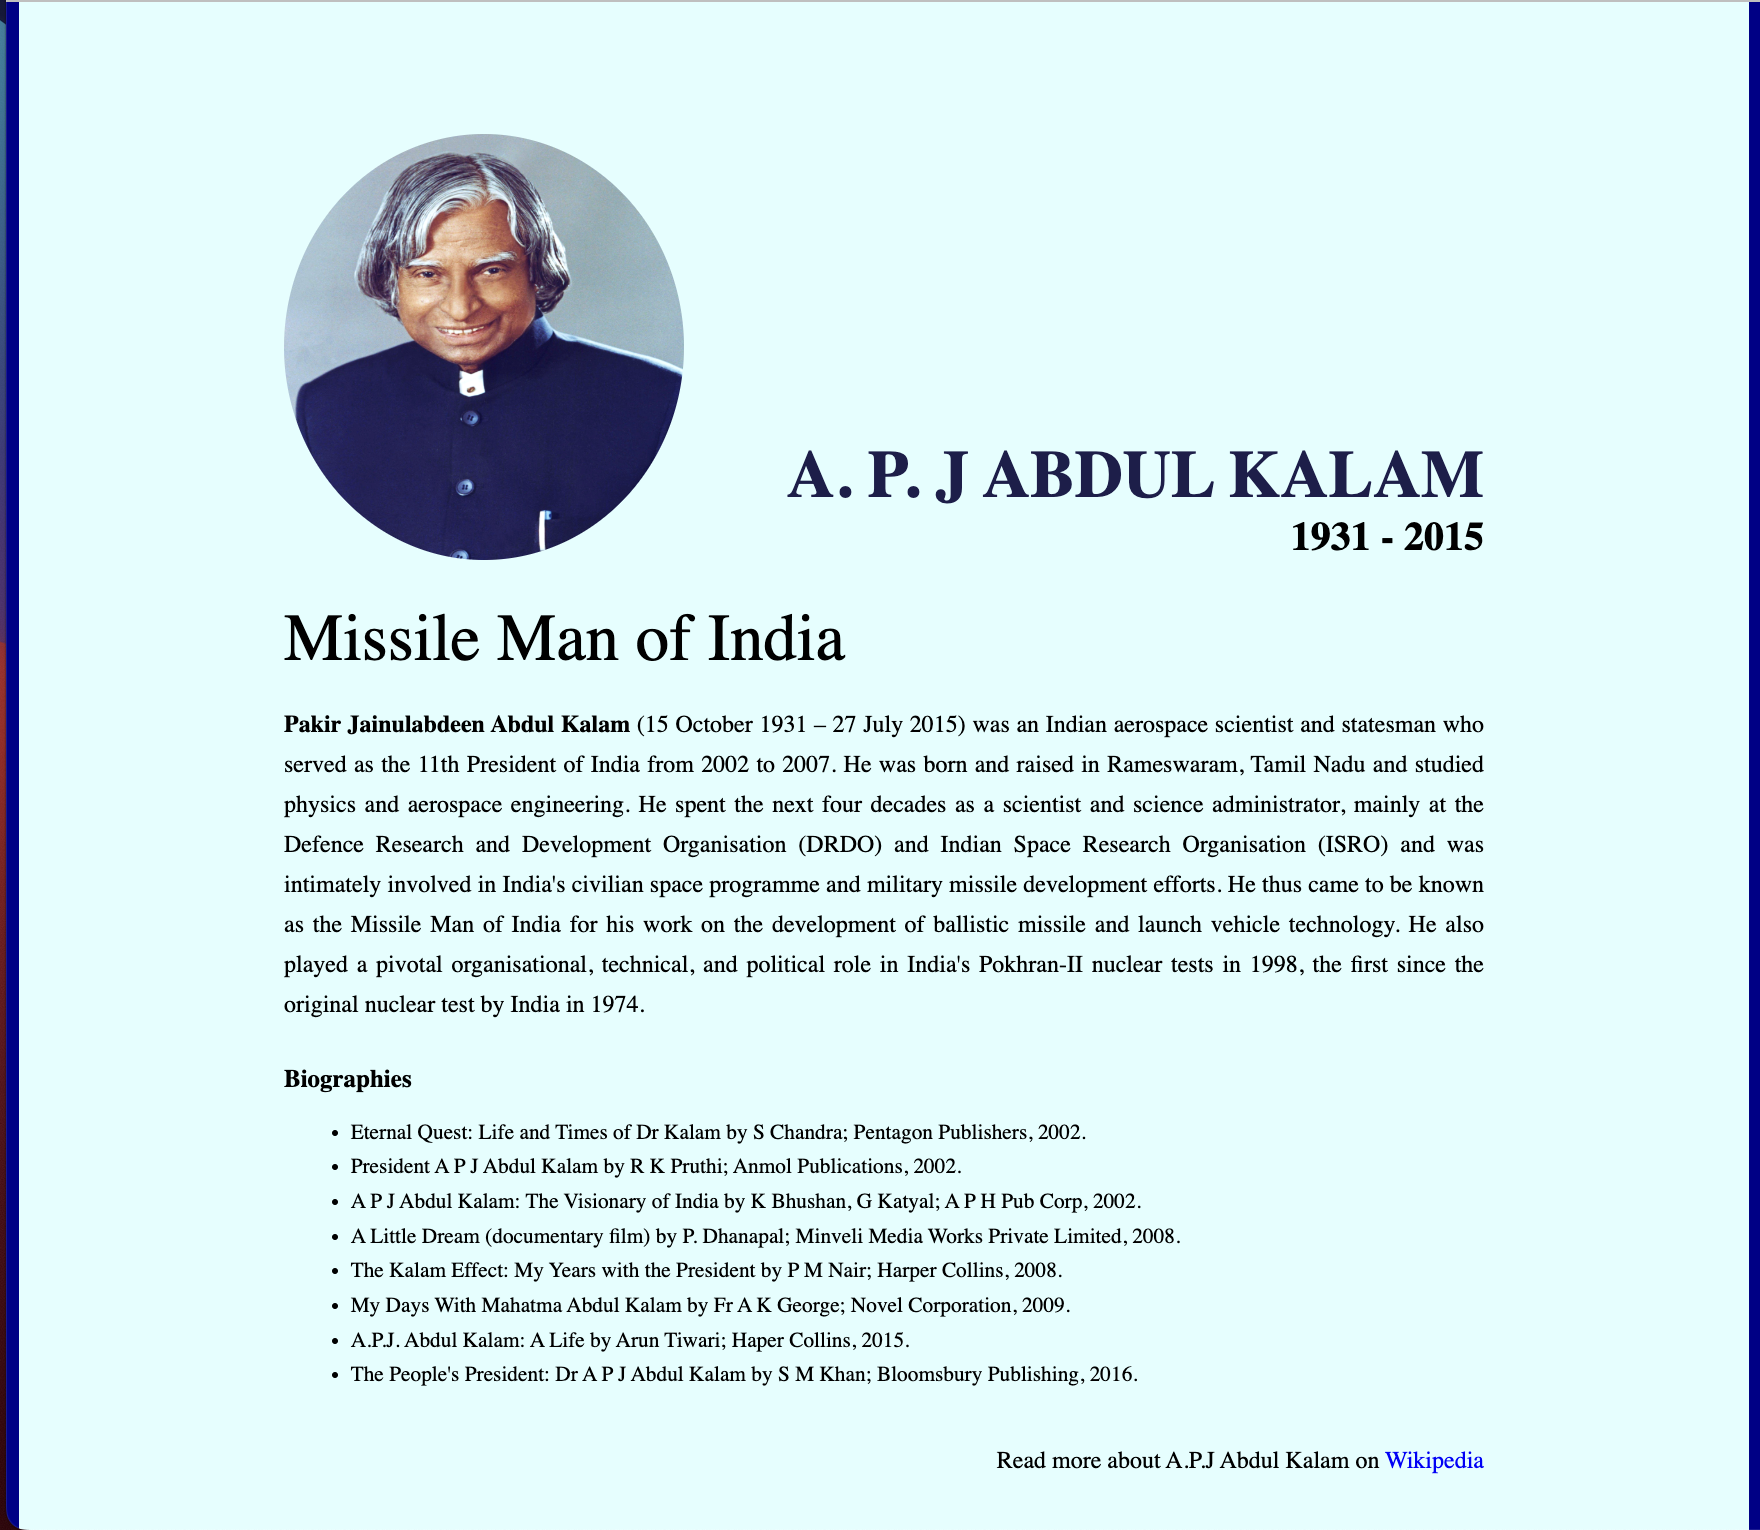 A. P. J ABDUL KALAM
1931 - 2015
Missile Man of India
Pakir Jainulabdeen Abdul Kalam (15 October 1931 – 27 July 2015) was an Indian aerospace scientist and statesman who
served as the 11th President of India from 2002 to 2007. He was born and raised in Rameswaram, Tamil Nadu and studied
physics and aerospace engineering. He spent the next four decades as a scientist and science administrator, mainly at the
Defence Research and Development Organisation (DRDO) and Indian Space Research Organisation (ISRO) and was
intimately involved in India's civilian space programme and military missile development efforts. He thus came to be known
as the Missile Man of India for his work on the development of ballistic missile and launch vehicle technology. He also
played a pivotal organisational, technical, and political role in India's Pokhran-II nuclear tests in 1998, the first since the
original nuclear test by India in 1974.
Biographies
• Eternal Quest: Life and Times of Dr Kalam by S Chandra; Pentagon Publishers, 2002.
• President A P J Abdul Kalam by R K Pruthi; Anmol Publications, 2002.
• A P J Abdul Kalam: The Visionary of India by K Bhushan, G Katyal; A P H Pub Corp, 2002.
• A Little Dream (documentary film) by P. Dhanapal; Minveli Media Works Private Limited, 2008.
• The Kalam Effect: My Years with the President by P M Nair; Harper Collins, 2008.
• My Days With Mahatma Abdul Kalam by Fr A K George; Novel Corporation, 2009.
• A.P.J. Abdul Kalam: A Life by Arun Tiwari; Haper Collins, 2015.
• The People's President: Dr A P J Abdul Kalam by S M Khan; Bloomsbury Publishing, 2016.
Read more about A.P.J Abdul Kalam on Wikipedia